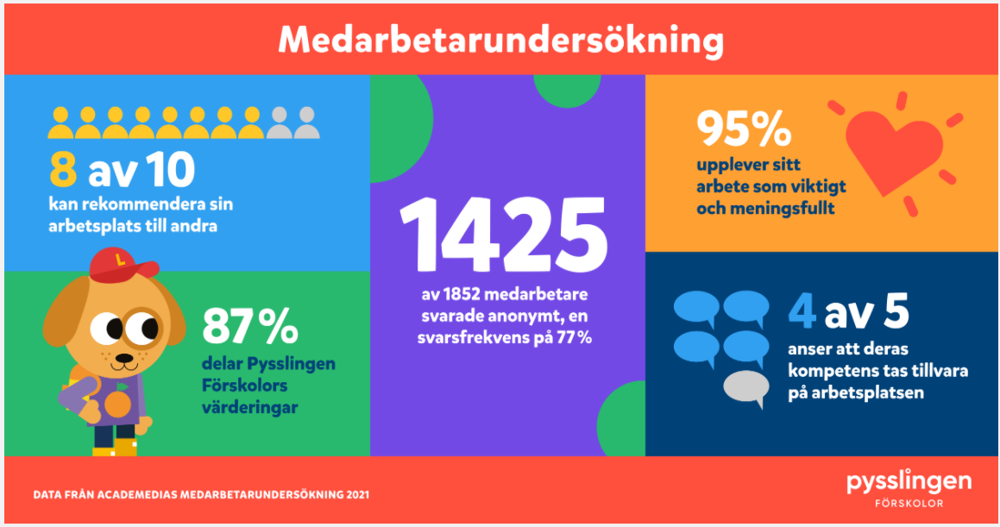 Medarbetarundersökning
8 av 10
kan rekommendera sin
arbetsplats till andra
L
87%
delar Pysslingen
Förskolors
värderingar
1425
av 1852 medarbetare
svarade anonymt, en
svarsfrekvens på 77%
95%
upplever sitt
arbete som viktigt
och meningsfullt
4 av 5
anser att deras
kompetens tas tillvara
på arbetsplatsen
DATA FRÅN ACADEMEDIAS MEDARBETARUNDERSÖKNING 2021
pysslingen
FÖRSKOLOR